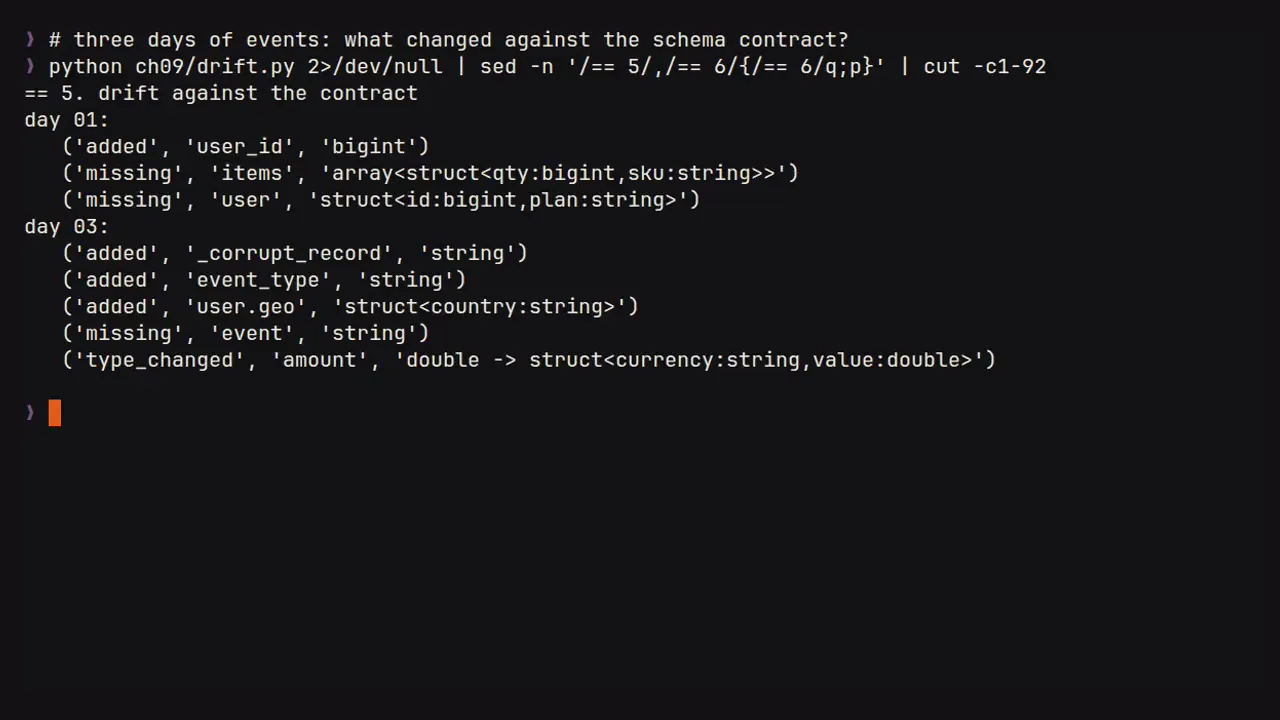 ❯ # three days of events: what changed against the schema contract?
❯ python ch09/drift.py 2>/dev/null | sed -n '/== 5/,/== 6/{/== 6/q;p}' | cut -c1-92
== 5. drift against the contract
day 01:
   ('added', 'user_id', 'bigint')
   ('missing', 'items', 'array<struct<qty:bigint,sku:string>>')
   ('missing', 'user', 'struct<id:bigint,plan:string>')
day 03:
   ('added', '_corrupt_record', 'string')
   ('added', 'event_type', 'string')
   ('added', 'user.geo', 'struct<country:string>')
   ('missing', 'event', 'string')
   ('type_changed', 'amount', 'double -> struct<currency:string,value:double>')
❯